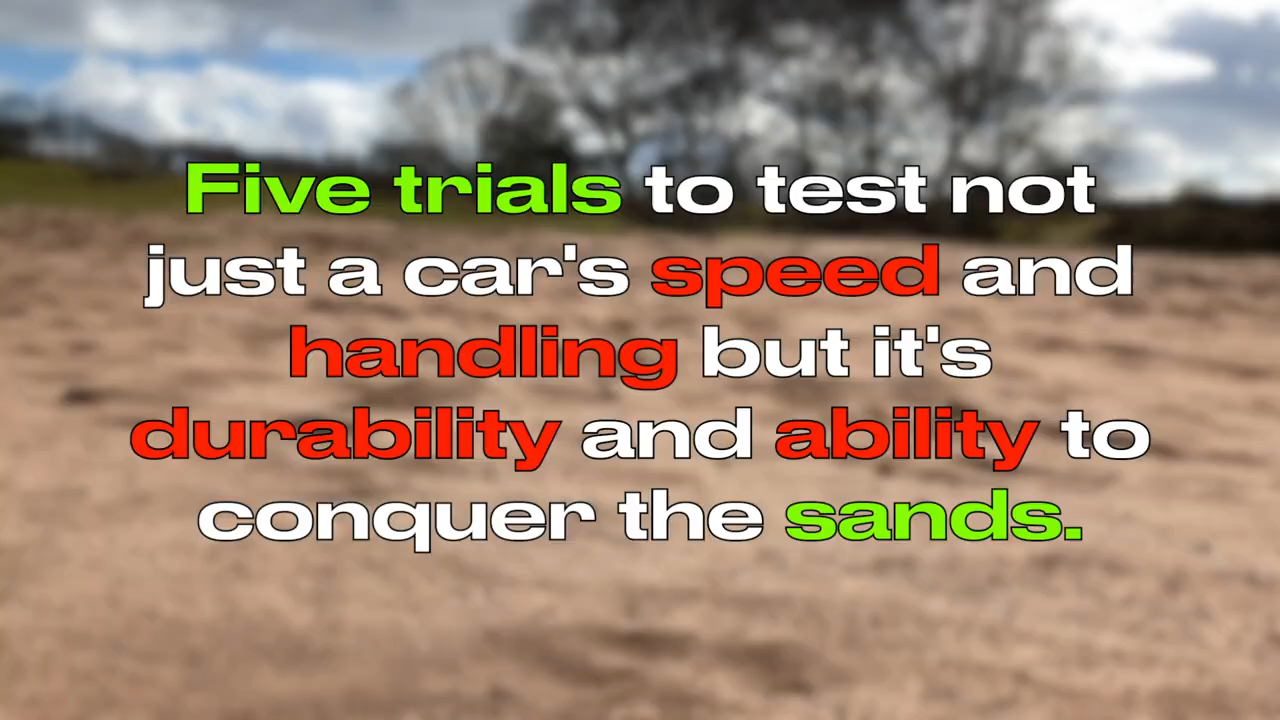 Five trials to test not
just a car's speed and
handling but it's
durability and ability to
conquer the sands.